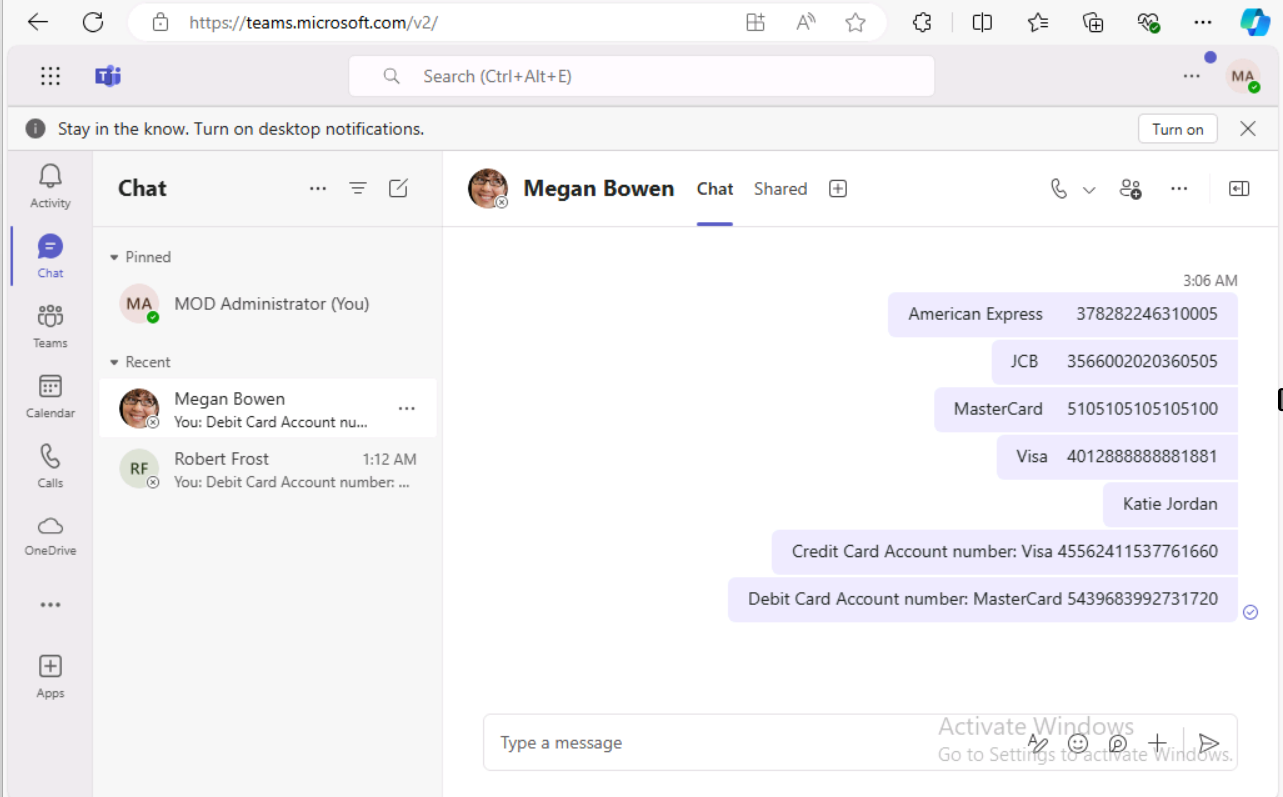 https://teams.microsoft.com/v2/
Search (Ctrl+Alt+E)
MA
Stay in the know. Turn on desktop notifications.
Turn on
Activity
Chat
Teams
Calendar
Calls
OneDrive
Apps
Chat
Pinned
MA
MOD Administrator (You)
Recent
Megan Bowen
You: Debit Card Account nu...
RF
Robert Frost 1:12 AM
You: Debit Card Account number: ...
Megan Bowen Chat Shared
3:06 AM
American Express 378282246310005
JCB 3566002020360505
MasterCard 5105105105105100
Visa 4012888888881881
Katie Jordan
Credit Card Account number: Visa 45562411537761660
Debit Card Account number: MasterCard 5439683992731720
Type a message
Activate Windows
Go to Settings to activate Windows.